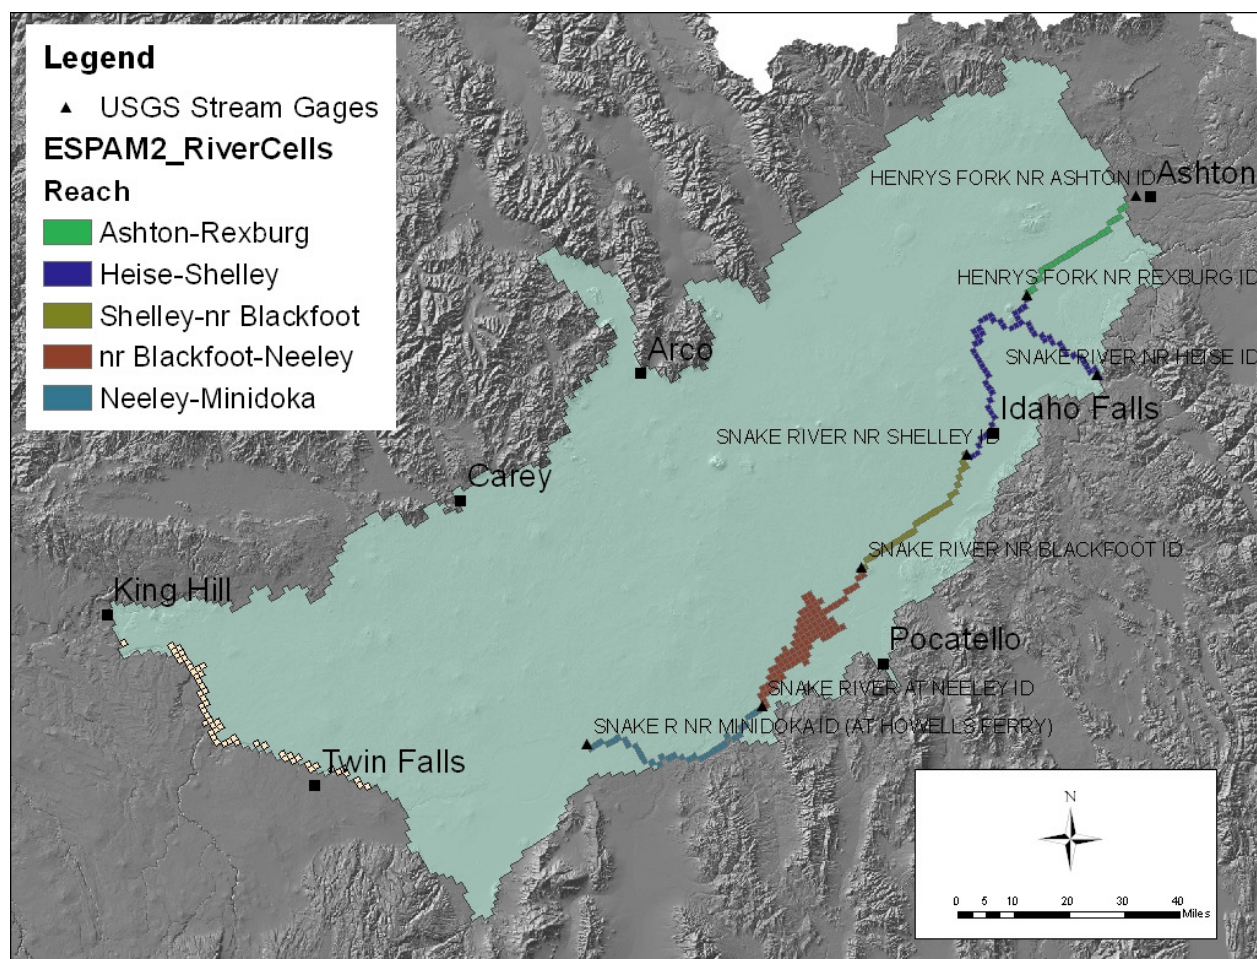 Legend
USGS Stream Gages
ESPAM2_RiverCells
Reach
Ashton-Rexburg
Heise-Shelley
Shelley-nr Blackfoot
nr Blackfoot-Neeley
Neeley-Minidoka
HENRYS FORK NR ASHTON ID
Ashton
HENRYS FORK NR REXBURG ID
Arco
SNAKE RIVER NR HEISE ID
Idaho Falls
SNAKE RIVER NR SHELLEY ID
Carey
SNAKE RIVER NR BLACKFOOT ID
King Hill
Pocatello
SNAKE RIVER AT NEELEY ID
SNAKE R NR MINIDOKA ID (AT HOWELLS FERRY)
Twin Falls
N
0 5 10 20 30 40
Miles